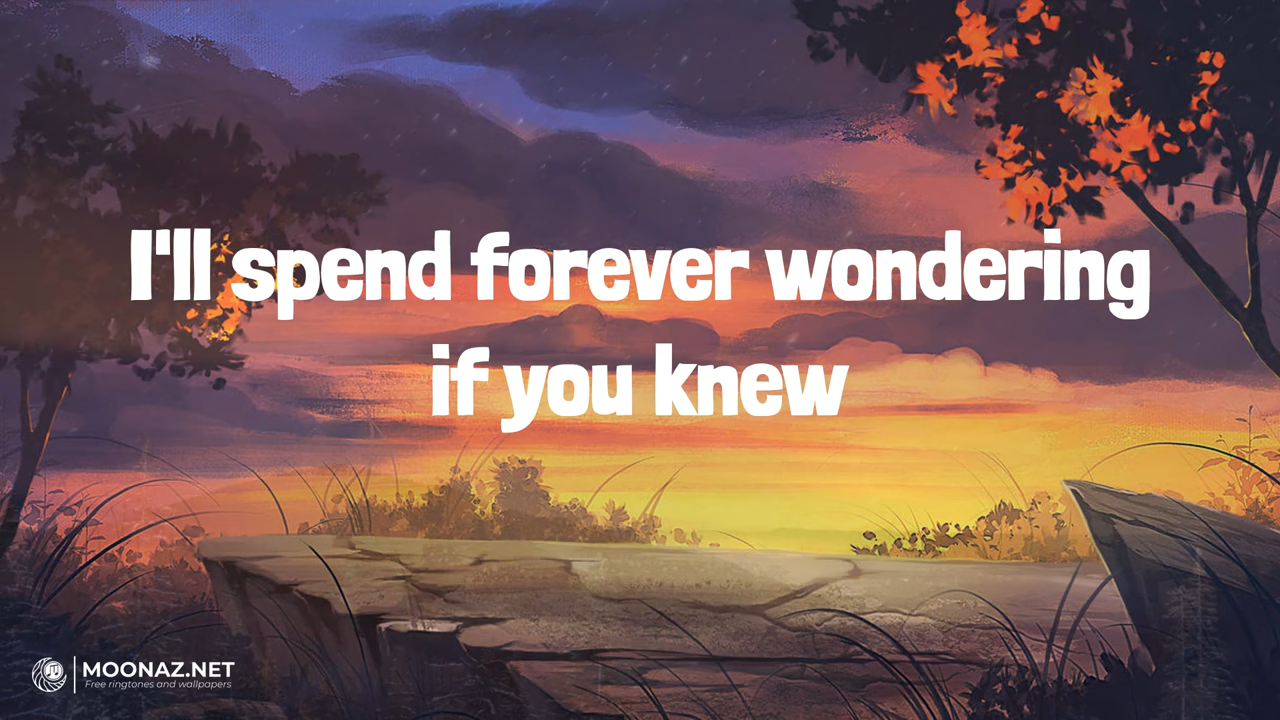 I'll spend forever wondering
if you knew
MOONAZ.NET
Free ringtones and wallpapers